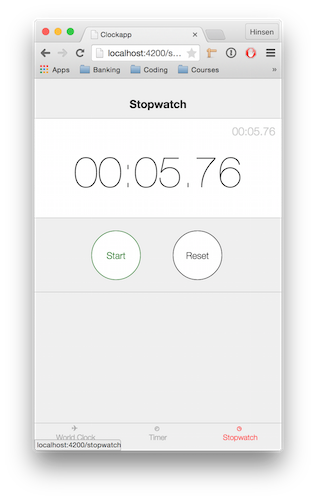 Clockapp
Hinsen
localhost:4200/s...
Apps Banking Coding Courses »
Stopwatch
00:05.76
00:05.76
Start Reset
World Clock Timer Stopwatch
localhost:4200/stopwatch